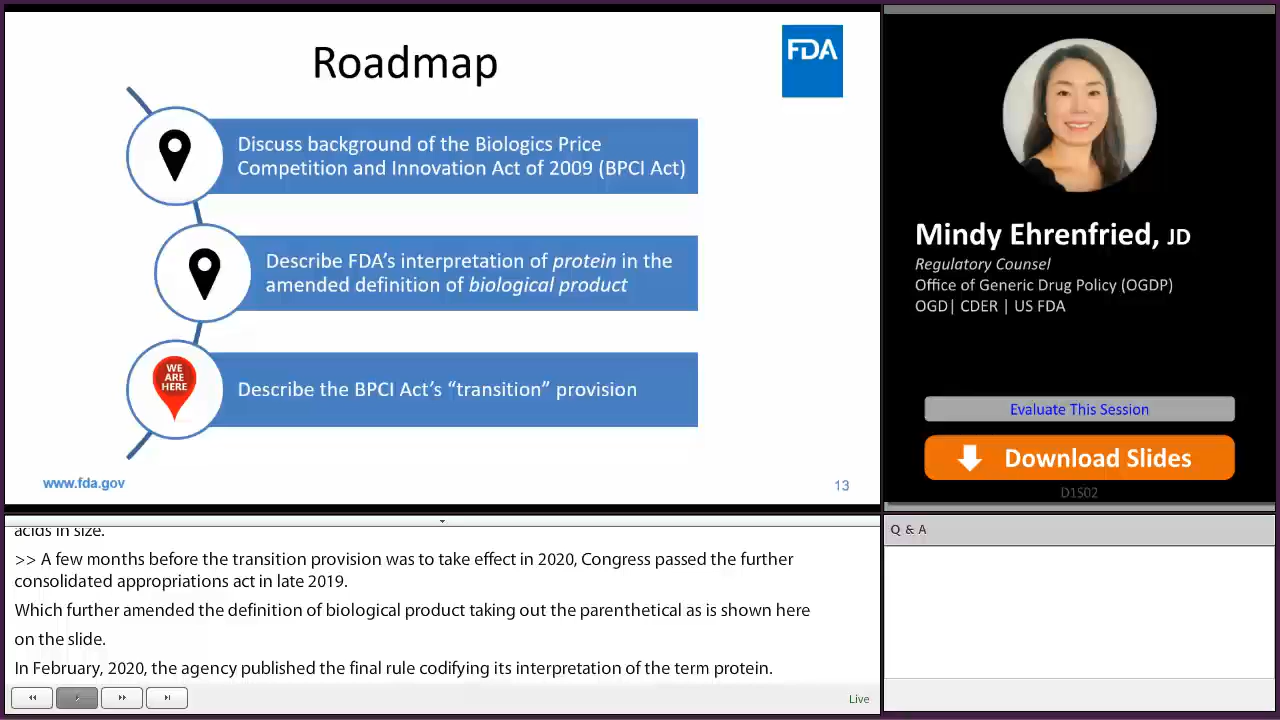 Roadmap
FDA
Discuss background of the Biologics Price
Competition and Innovation Act of 2009 (BPCI Act)
Describe FDA's interpretation of protein in the
amended definition of biological product
WE
ARE
HERE
Describe the BPCI Act's “transition” provision
www.fda.gov
13
Mindy Ehrenfried, JD
Regulatory Counsel
Office of Generic Drug Policy (OGDP)
OGD| CDER | US FDA
Evaluate This Session
Download Slides
D1S02
acids in size.
>> A few months before the transition provision was to take effect in 2020, Congress passed the further
consolidated appropriations act in late 2019.
Which further amended the definition of biological product taking out the parenthetical as is shown here
on the slide.
In February, 2020, the agency published the final rule codifying its interpretation of the term protein.
Live
Q & A